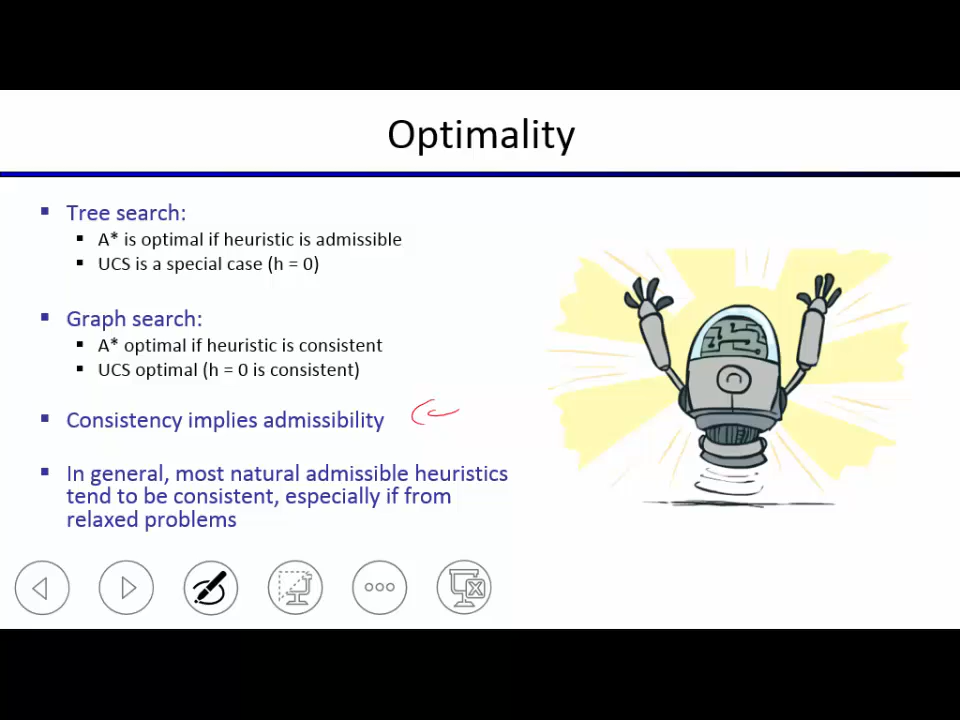 Optimality
Tree search:
A* is optimal if heuristic is admissible
UCS is a special case (h = 0)
Graph search:
A* optimal if heuristic is consistent
UCS optimal (h = 0 is consistent)
Consistency implies admissibility
In general, most natural admissible heuristics
tend to be consistent, especially if from
relaxed problems